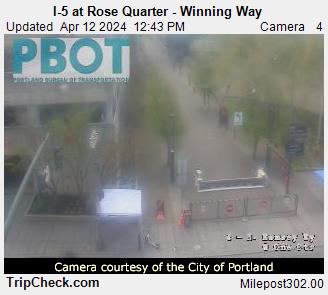 I-5 at Rose Quarter - Winning Way
Updated Apr 12 2024 12:43 PM Camera 4
PBOT
PORTLAND BUREAU OF TRANSPORTATION
Camera courtesy of the City of Portland
TripCheck.com Milepost302.00